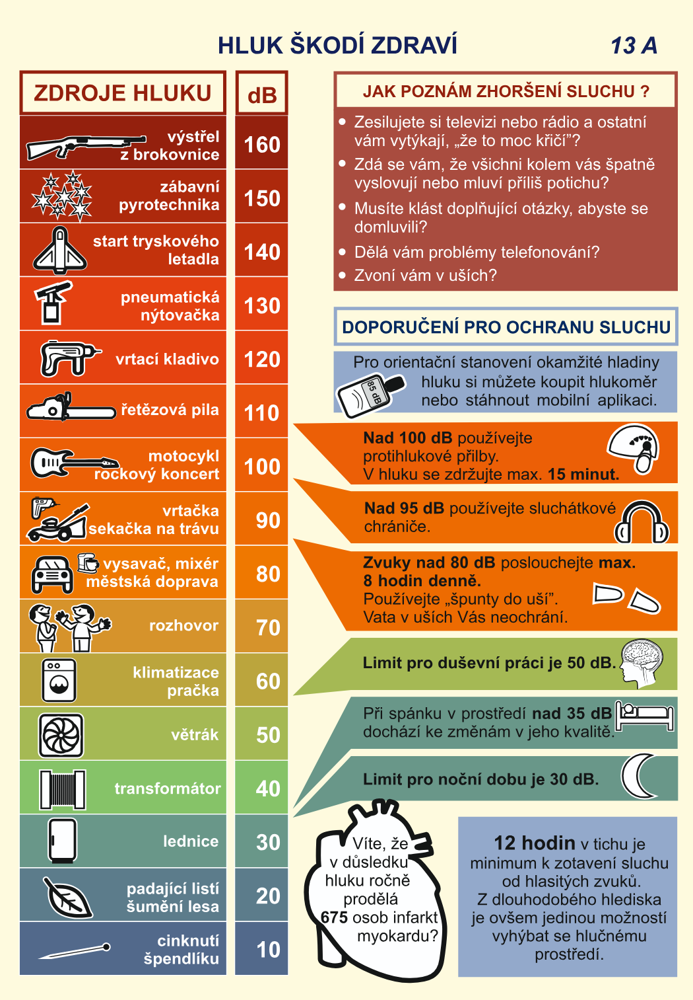 HLUK ŠKODÍ ZDRAVÍ
13 A
ZDROJE HLUKU
dB
výstřel
z brokovnice
160
zábavní
pyrotechnika
150
start tryskového
letadla
140
pneumatická
nýtovačka
130
vrtací kladivo
120
řetězová pila
110
motocykl
rockový koncert
100
vrtačka
sekačka na trávu
90
vysavač, mixér
městská doprava
80
rozhovor
70
klimatizace
pračka
60
větrák
50
transformátor
40
lednice
30
padající listí
šumění lesa
20
cinknutí
špendlíku
10
JAK POZNÁM ZHORŠENÍ SLUCHU ?
• Zesilujete si televizi nebo rádio a ostatní
vám vytýkají, „že to moc křičí”?
• Zdá se vám, že všichni kolem vás špatně
vyslovují nebo mluví příliš potichu?
• Musíte klást doplňující otázky, abyste se
domluvili?
• Dělá vám problémy telefonování?
• Zvoní vám v uších?
DOPORUČENÍ PRO OCHRANU SLUCHU
Pro orientační stanovení okamžité hladiny
hluku si můžete koupit hlukoměr
nebo stáhnout mobilní aplikaci.
85 dB
Nad 100 dB používejte
protihlukové přilby.
V hluku se zdržujte max. 15 minut.
Nad 95 dB používejte sluchátkové
chrániče.
Zvuky nad 80 dB poslouchejte max.
8 hodin denně.
Používejte „špunty do uší”.
Vata v uších Vás neochrání.
Limit pro duševní práci je 50 dB.
Při spánku v prostředí nad 35 dB
dochází ke změnám v jeho kvalitě.
Limit pro noční dobu je 30 dB.
Víte, že
v důsledku
hluku ročně
prodělá
675 osob infarkt
myokardu?
12 hodin v tichu je
minimum k zotavení sluchu
od hlasitých zvuků.
Z dlouhodobého hlediska
je ovšem jedinou možností
vyhýbat se hlučnému
prostředí.